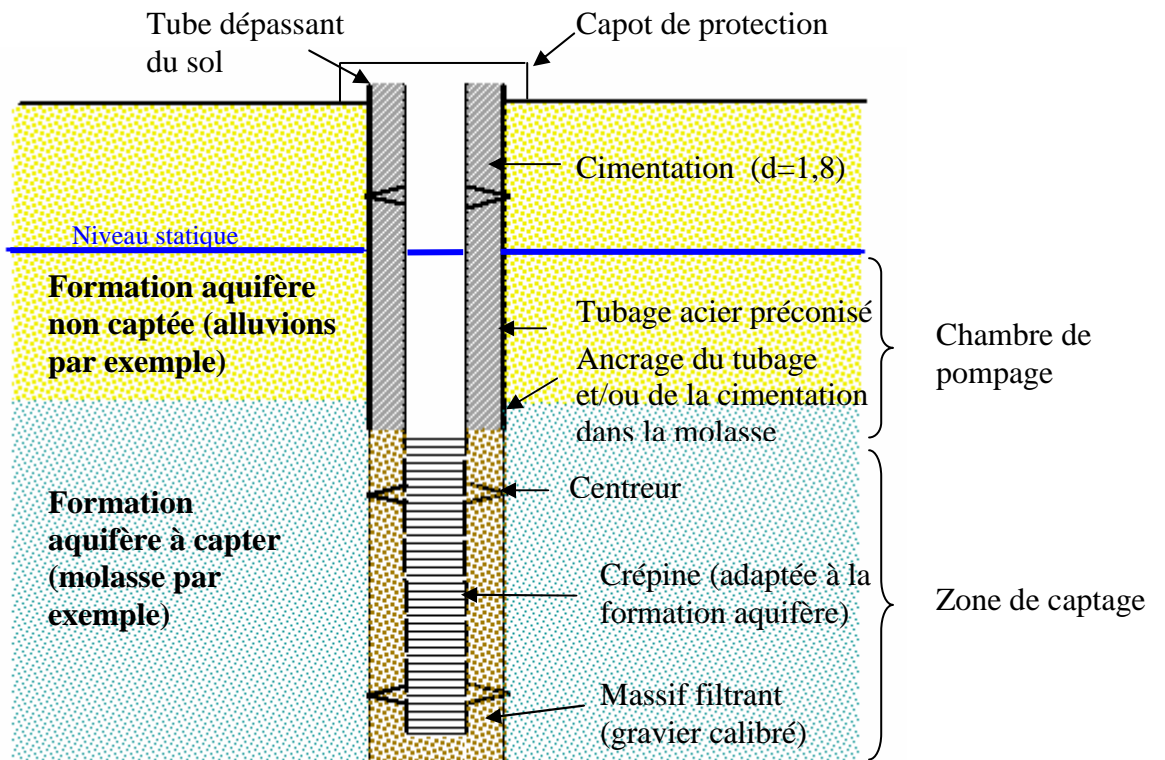 Tube dépassant
du sol
Capot de protection
Cimentation (d=1,8)
Niveau statique
Formation aquifère
non captée (alluvions
par exemple)
Tubage acier préconisé
Ancrage du tubage
et/ou de la cimentation
dans la molasse
Chambre de
pompage
Centreur
Formation
aquifère à capter
(molasse par
exemple)
Crépine (adaptée à la
formation aquifère)
Zone de captage
Massif filtrant
(gravier calibré)